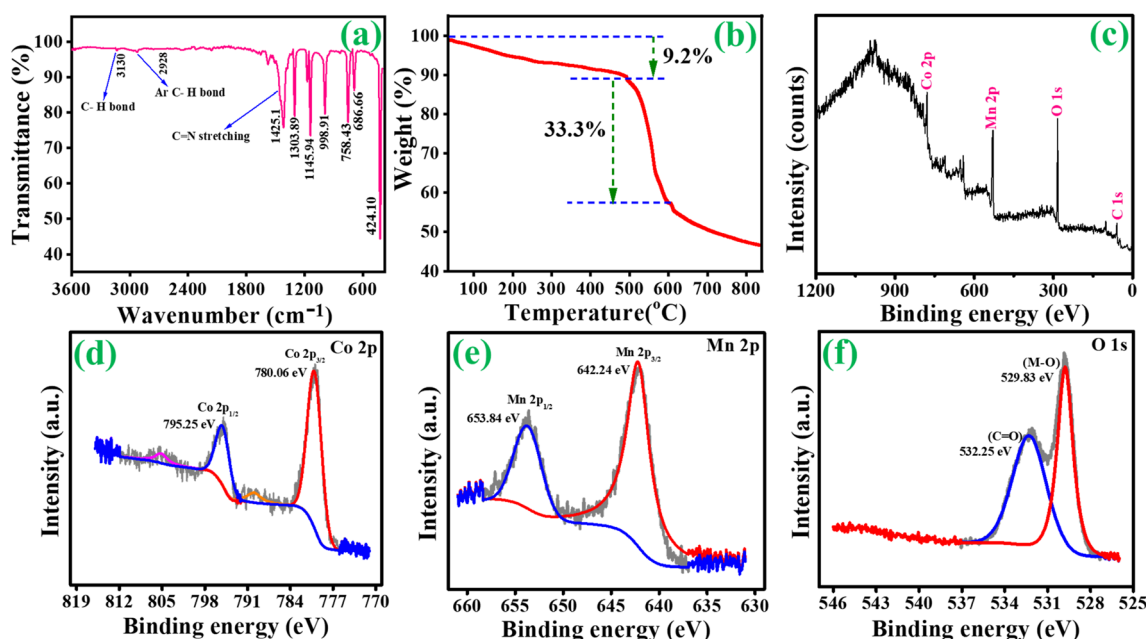 (a)
Transmittance (%)
100
90
80
70
60
50
40
3130
2928
C- H bond
Ar C- H bond
C=N stretching
1425.1
1303.89
1145.94
998.91
758.43
686.66
424.10
3600
3000
2400
1800
1200
600
Wavenumber (cm⁻¹)
(b)
Weight (%)
100
90
80
70
60
50
40
9.2%
33.3%
0 100 200 300 400 500 600 700 800
Temperature(°C)
(c)
Intensity (counts)
Co 2p
Mn 2p
O 1s
C 1s
1200
900
600
300
0
Binding energy (eV)
(d)
Co 2p
Co 2p3/2
780.06 eV
Co 2p1/2
795.25 eV
Intensity (a.u.)
819 812 805 798 791 784 777 770
Binding energy (eV)
(e)
Mn 2p
Mn 2p3/2
642.24 eV
Mn 2p1/2
653.84 eV
Intensity (a.u.)
660 655 650 645 640 635 630
Binding energy (eV)
(f)
O 1s
(M-O)
529.83 eV
(C=O)
532.25 eV
Intensity (a.u.)
546 543 540 537 534 531 528 525
Binding energy (eV)